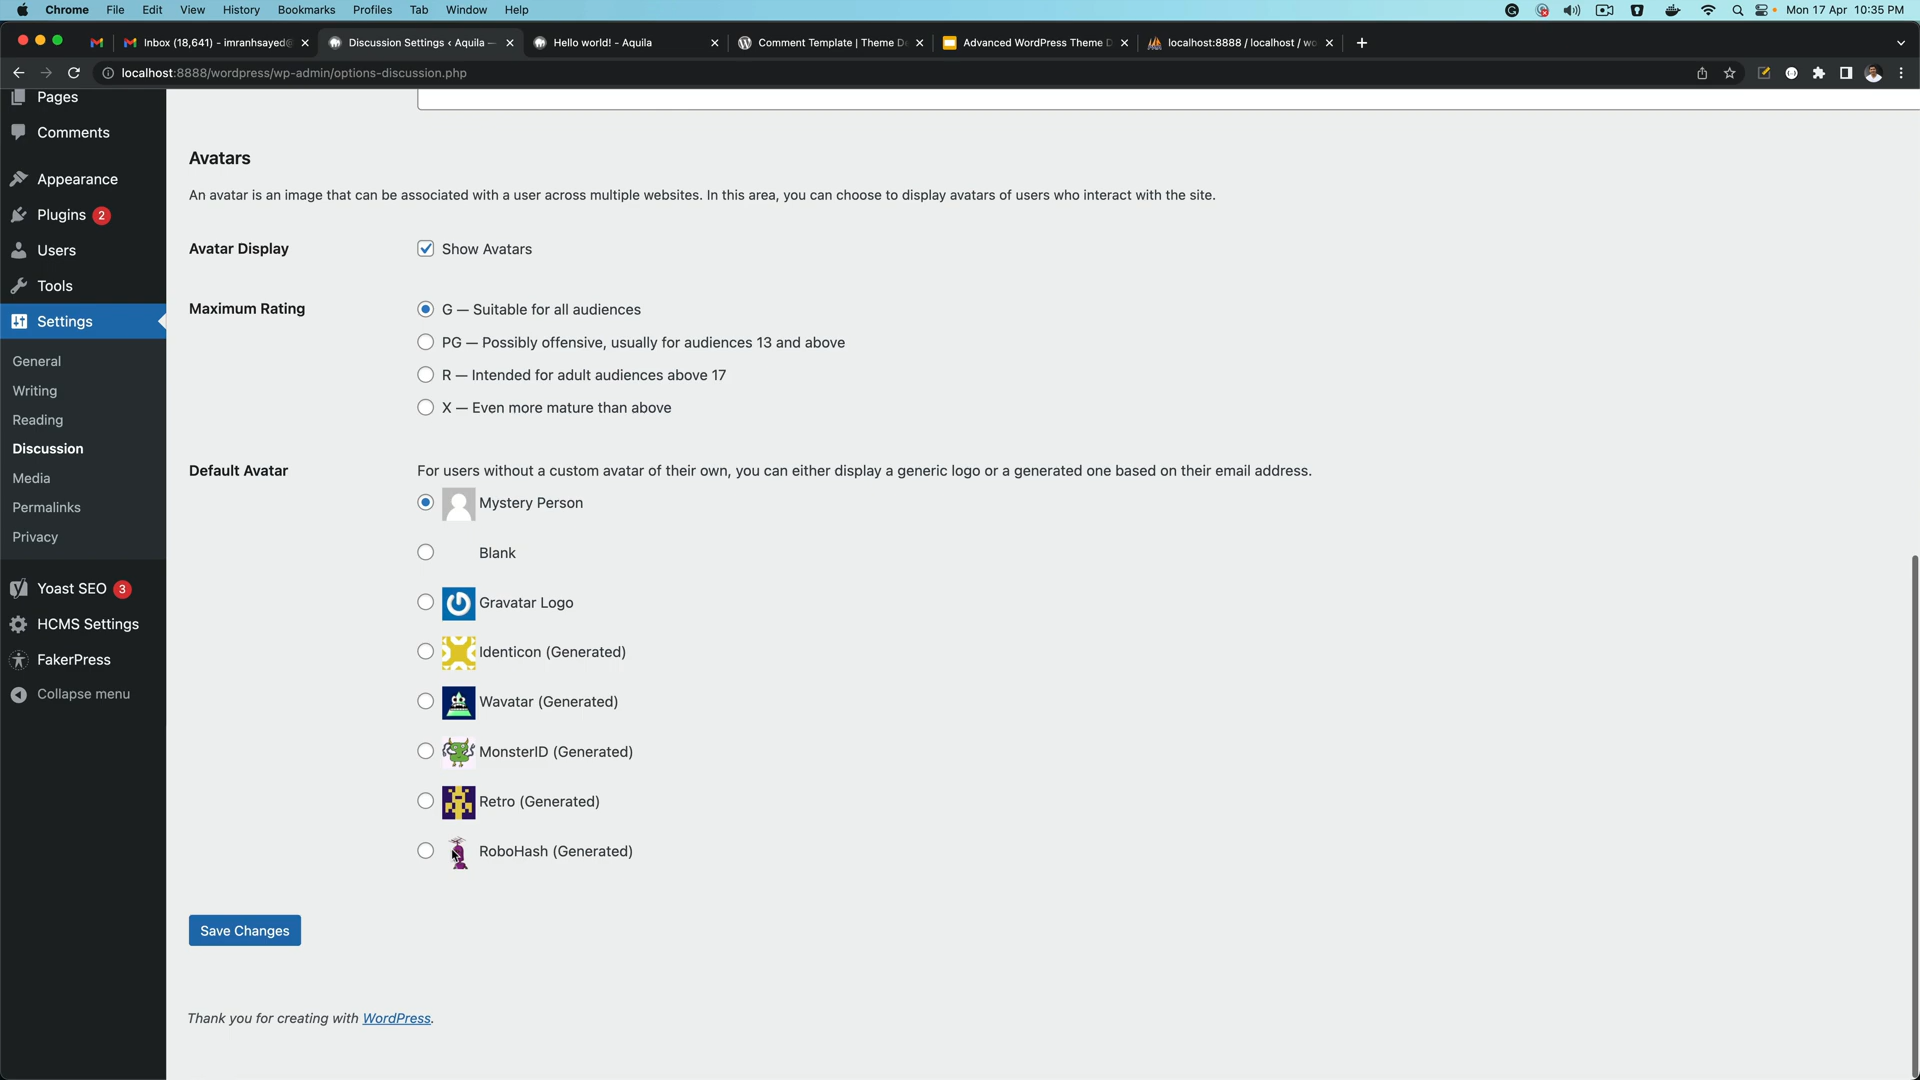 Chrome File Edit View History Bookmarks Profiles Tab Window Help Mon 17 Apr 10:35 PM
Inbox (18,641) - imranhsayed@ Discussion Settings ‹ Aquila — Hello world! - Aquila Comment Template | Theme De Advanced WordPress Theme D localhost:8888 / localhost / wo
localhost:8888/wordpress/wp-admin/options-discussion.php
Pages
Comments
Appearance
Plugins 2
Users
Tools
Settings
General
Writing
Reading
Discussion
Media
Permalinks
Privacy
Yoast SEO 3
HCMS Settings
FakerPress
Collapse menu
Avatars
An avatar is an image that can be associated with a user across multiple websites. In this area, you can choose to display avatars of users who interact with the site.
Avatar Display
Show Avatars
Maximum Rating
G — Suitable for all audiences
PG — Possibly offensive, usually for audiences 13 and above
R — Intended for adult audiences above 17
X — Even more mature than above
Default Avatar
For users without a custom avatar of their own, you can either display a generic logo or a generated one based on their email address.
Mystery Person
Blank
Gravatar Logo
Identicon (Generated)
Wavatar (Generated)
MonsterID (Generated)
Retro (Generated)
RoboHash (Generated)
Save Changes
Thank you for creating with WordPress.